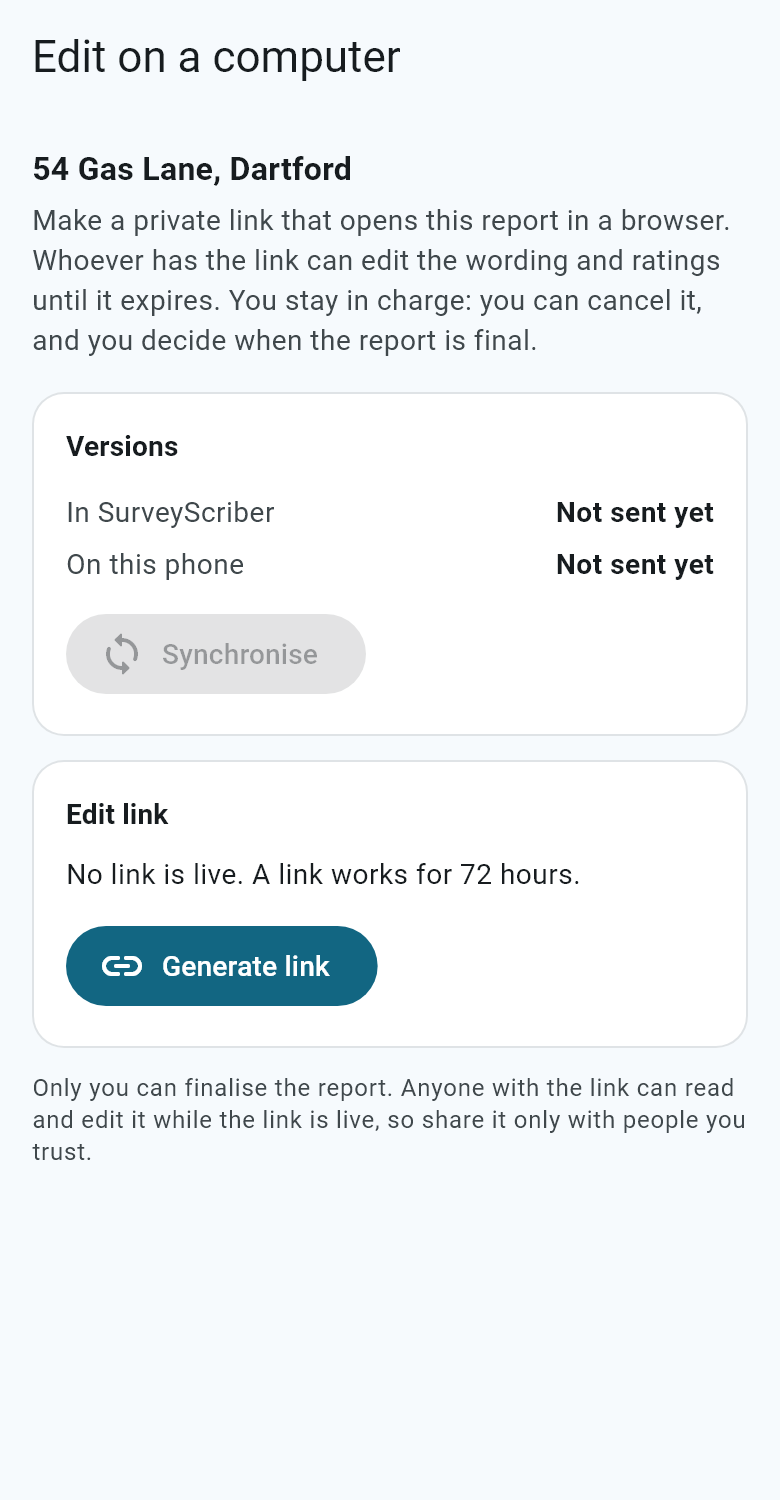 Edit on a computer
54 Gas Lane, Dartford
Make a private link that opens this report in a browser.
Whoever has the link can edit the wording and ratings
until it expires. You stay in charge: you can cancel it,
and you decide when the report is final.
Versions
In SurveyScriber Not sent yet
On this phone Not sent yet
Synchronise
Edit link
No link is live. A link works for 72 hours.
Generate link
Only you can finalise the report. Anyone with the link can read
and edit it while the link is live, so share it only with people you
trust.